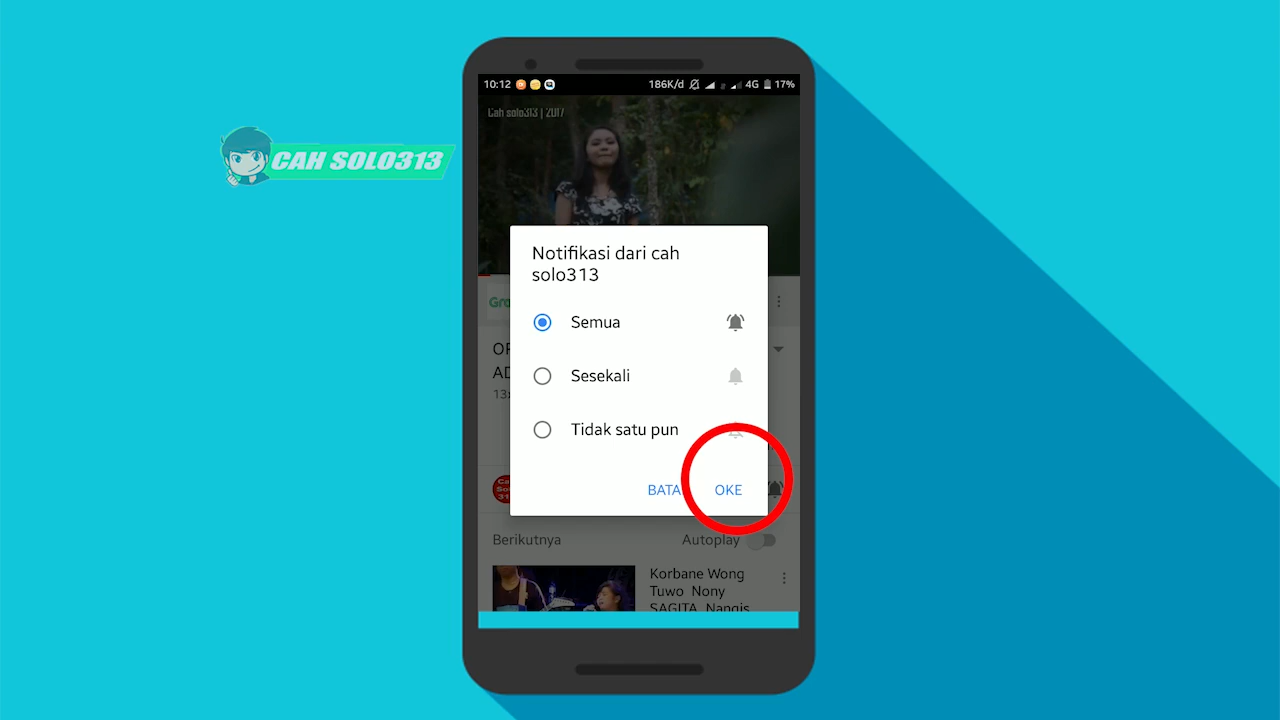 10:12
186K/d
4G
17%
Cah solo313 | 2017
CAH SOLO313
Notifikasi dari cah
solo313
Semua
Sesekali
Tidak satu pun
OKE
Berikutnya
Autoplay
Korbane Wong
Tuwo Nony
SAGITA Nangis